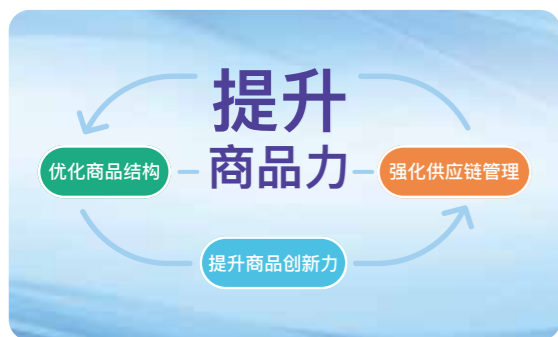 提升
商品力
优化商品结构
强化供应链管理
提升商品创新力